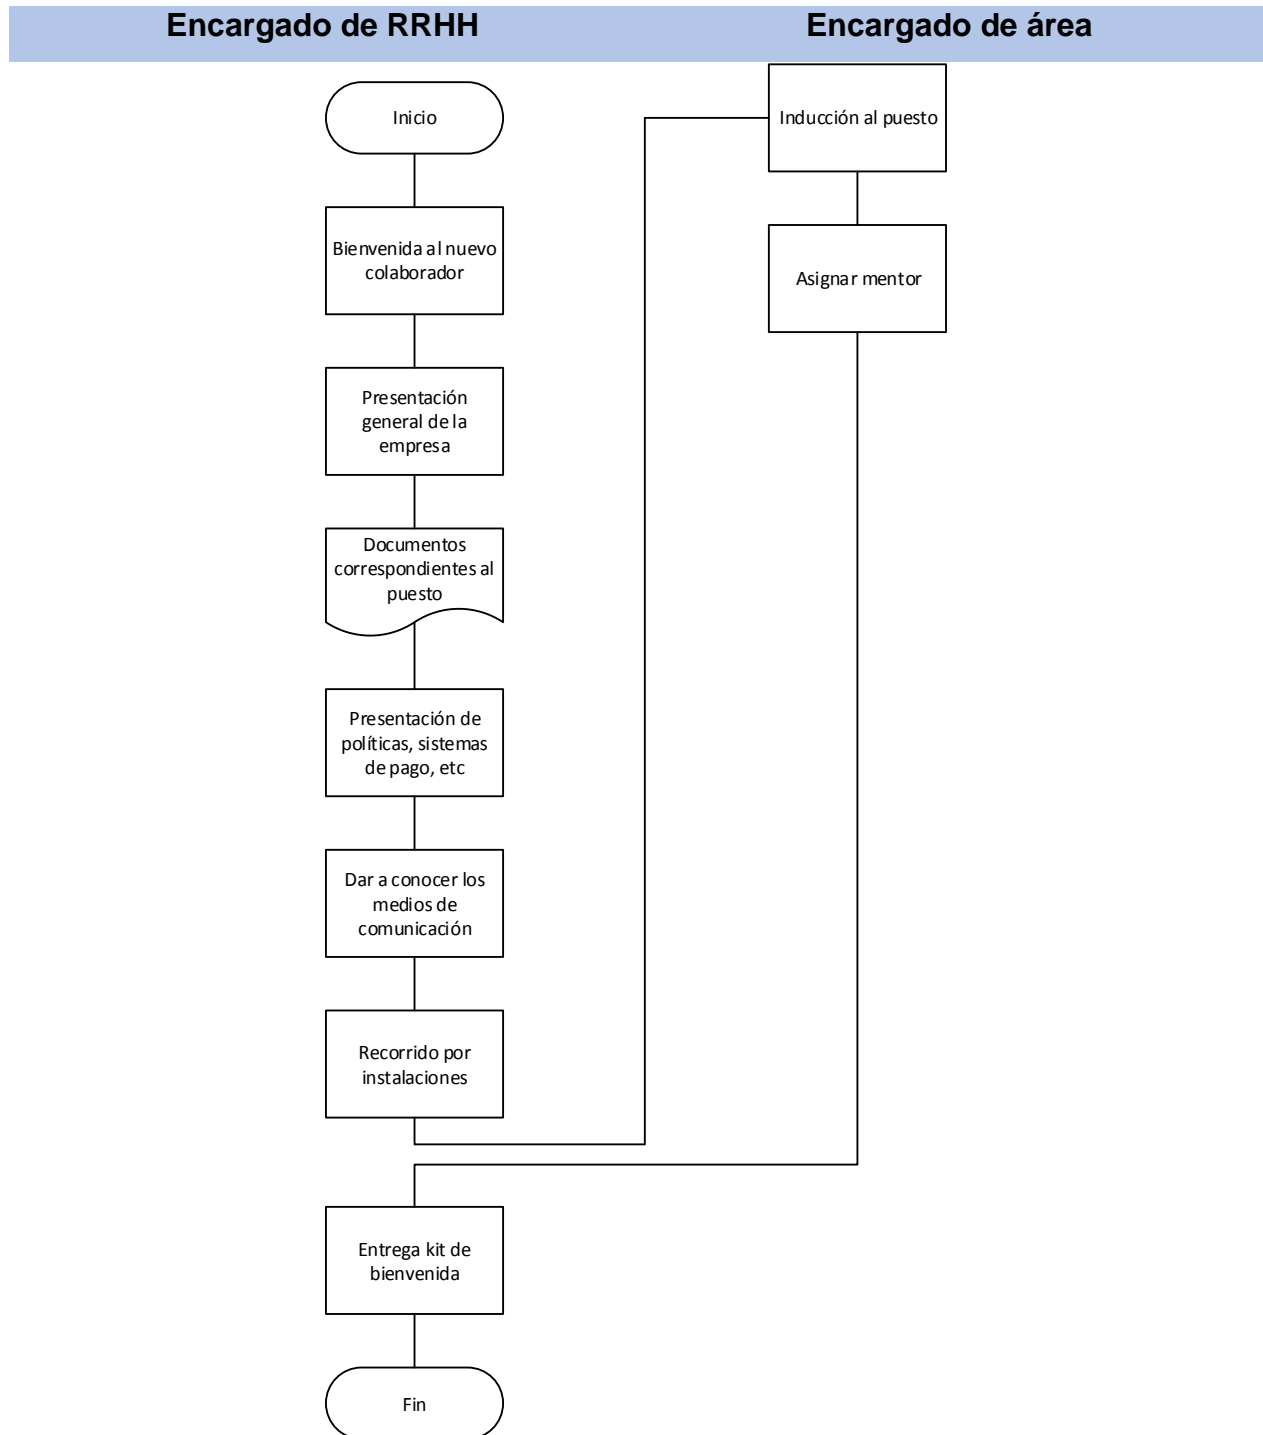 Encargado de RRHH
Encargado de área
Inicio
Bienvenida al nuevo
colaborador
Presentación
general de la
empresa
Documentos
correspondientes al
puesto
Presentación de
políticas, sistemas
de pago, etc
Dar a conocer los
medios de
comunicación
Recorrido por
instalaciones
Inducción al puesto
Asignar mentor
Entrega kit de
bienvenida
Fin